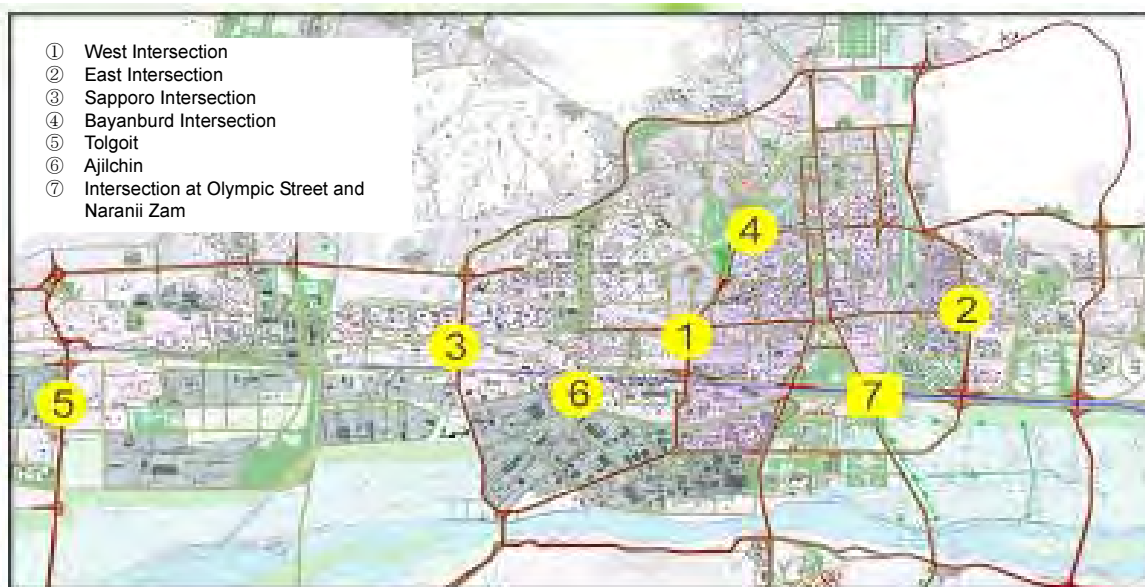 ① West Intersection
② East Intersection
③ Sapporo Intersection
④ Bayanburd Intersection
⑤ Tolgoit
⑥ Ajilchin
⑦ Intersection at Olympic Street and
Naranii Zam
4
2
1
3
6
7
5